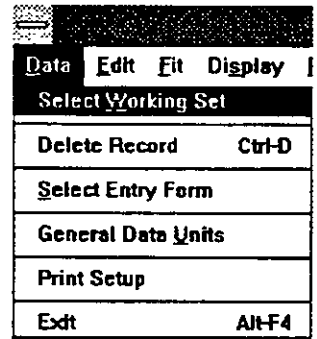 Data Edit Fit Display
Select Working Set
Delete Record Ctrl-D
Select Entry Form
General Data Units
Print Setup
Exit Alt-F4